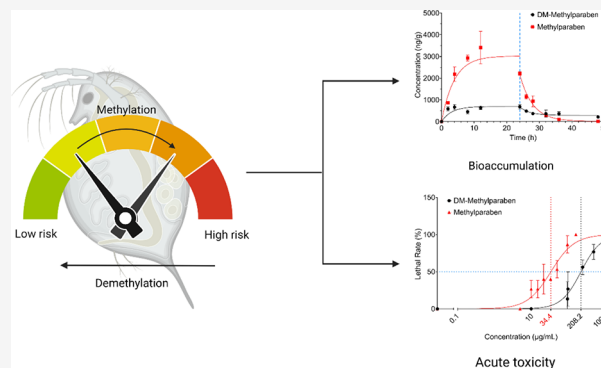 Methylation
Low risk
High risk
Demethylation
Concentration (ng/g)
5000
4000
3000
2000
1000
0
DM-Methylparaben
Methylparaben
0
10
20
30
40
Time (h)
Bioaccumulation
Lethal Rate (%)
150
100
50
0
DM-Methylparaben
Methylparaben
0.1
10
34.4
208.2
Concentration (μg/mL)
Acute toxicity